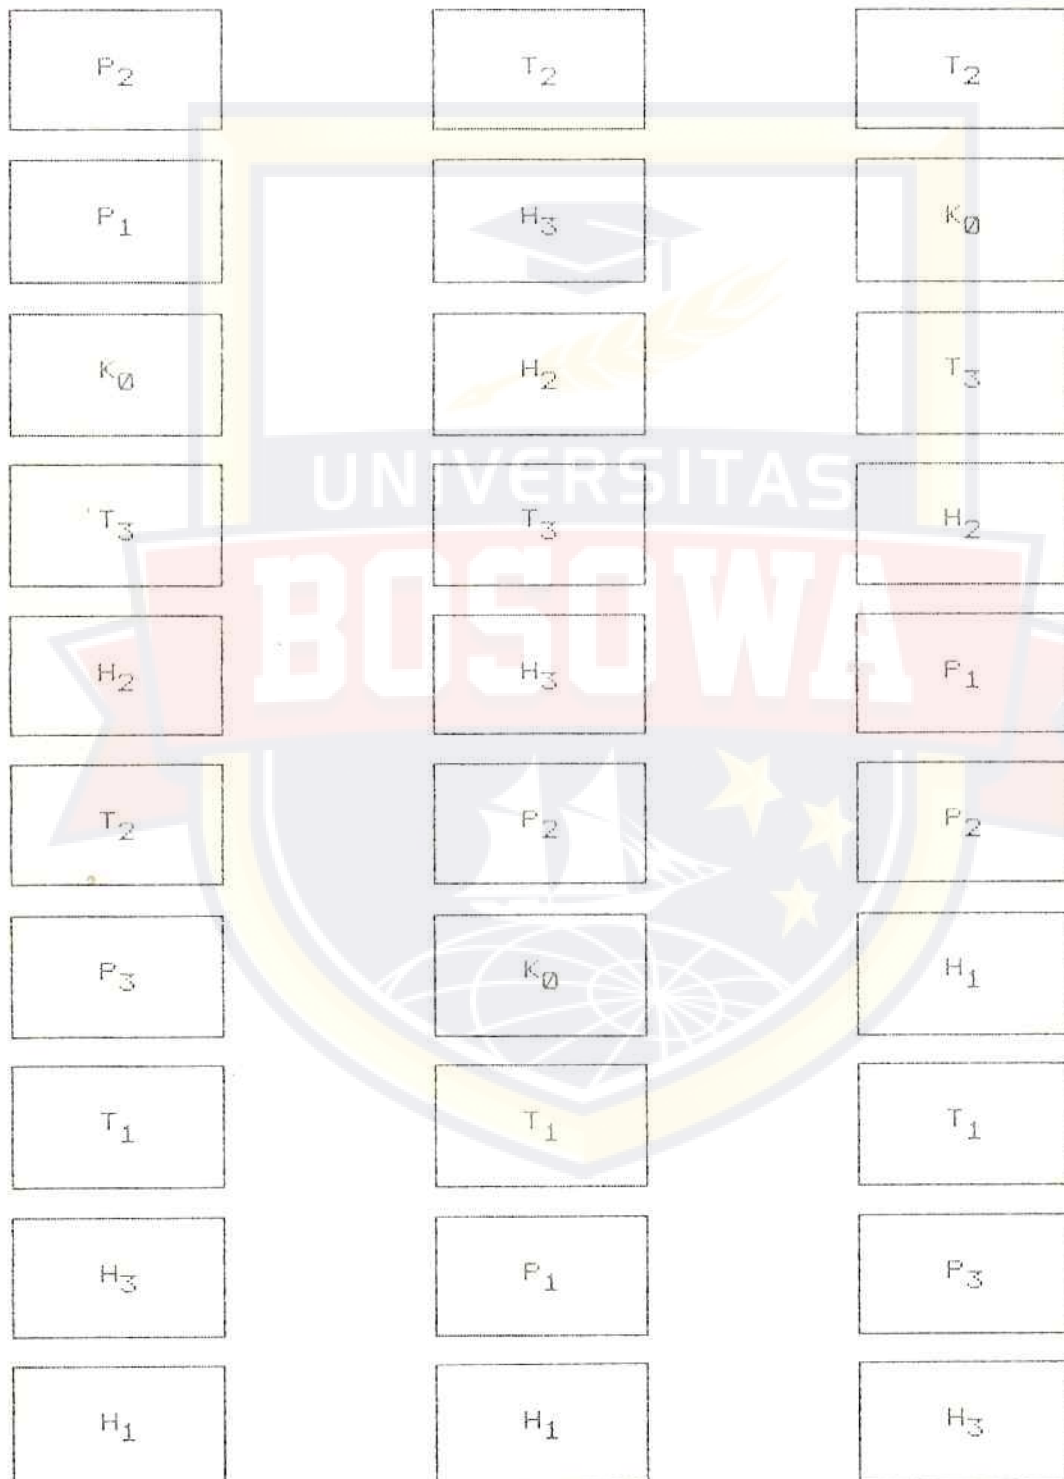 P₂ T₂ T₂
P₁ H₃ K₀
K₀ H₂ T₃
T₃ T₃ H₂
UNIVERSITAS
BOSOWA
H₂ H₃ P₁
T₂ P₂ P₂
P₃ K₀ H₁
T₁ T₁ T₁
H₃ P₁ P₃
H₁ H₁ H₃